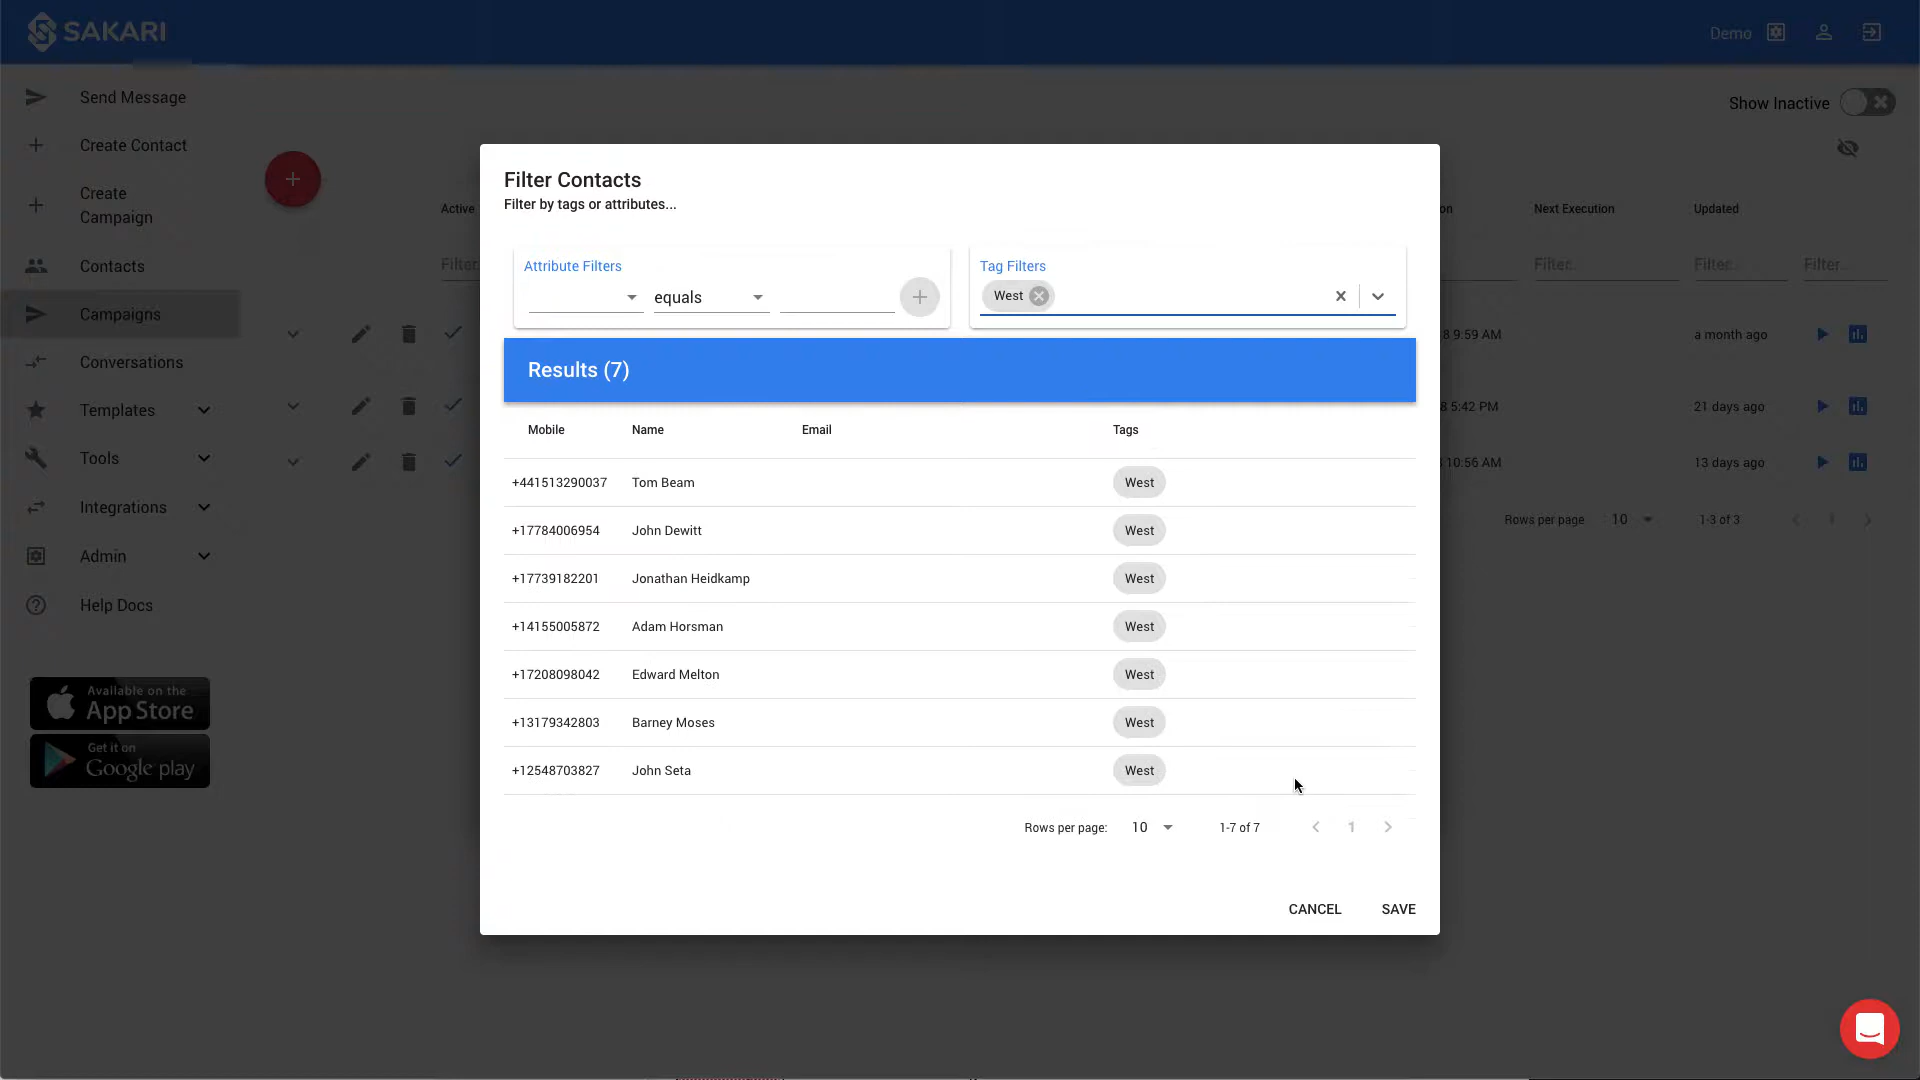 SAKARI
Demo
Send Message
Show Inactive
Create Contact
Create
Campaign
Active
Next Execution
Updated
Contacts
Filter...
Filter...
Filter...
Campaigns
8 9:59 AM
a month ago
Conversations
Templates
8 5:42 PM
21 days ago
Tools
10:56 AM
13 days ago
Integrations
Rows per page
10
1-3 of 3
1
Admin
Help Docs
Available on the
App Store
Get it on
Google play
Filter Contacts
Filter by tags or attributes...
Attribute Filters
equals
Tag Filters
West
Results (7)
Mobile Name Email Tags
+441513290037 Tom Beam West
+17784006954 John Dewitt West
+17739182201 Jonathan Heidkamp West
+14155005872 Adam Horsman West
+17208098042 Edward Melton West
+13179342803 Barney Moses West
+12548703827 John Seta West
Rows per page: 10 1-7 of 7 1
CANCEL SAVE